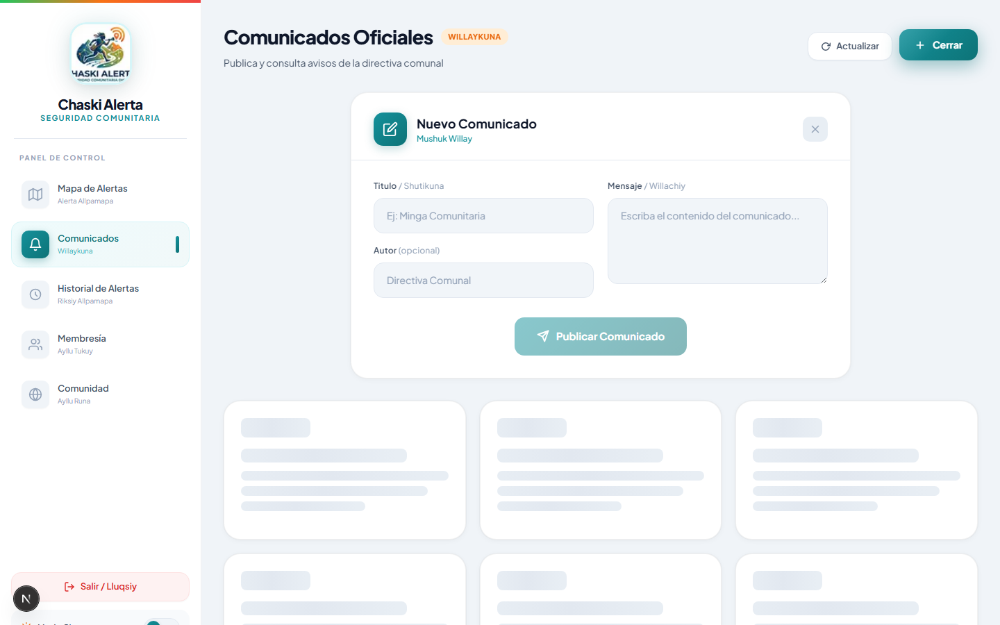 HASKI ALERT
Chaski Alerta
SEGURIDAD COMUNITARIA
PANEL DE CONTROL
Mapa de Alertas
Alerta Allpamapa
Comunicados
Willaykuna
Historial de Alertas
Riksiy Allpamapa
Membresía
Ayllu Tukuy
Comunidad
Ayllu Runa
Salir / Lluqsiy
N
Comunicados Oficiales WILLAYKUNA
Publica y consulta avisos de la directiva comunal
Actualizar
Cerrar
Nuevo Comunicado
Mushuk Willay
Titulo / Shutikuna
Ej: Minga Comunitaria
Autor (opcional)
Directiva Comunal
Mensaje / Willachiy
Escriba el contenido del comunicado...
Publicar Comunicado